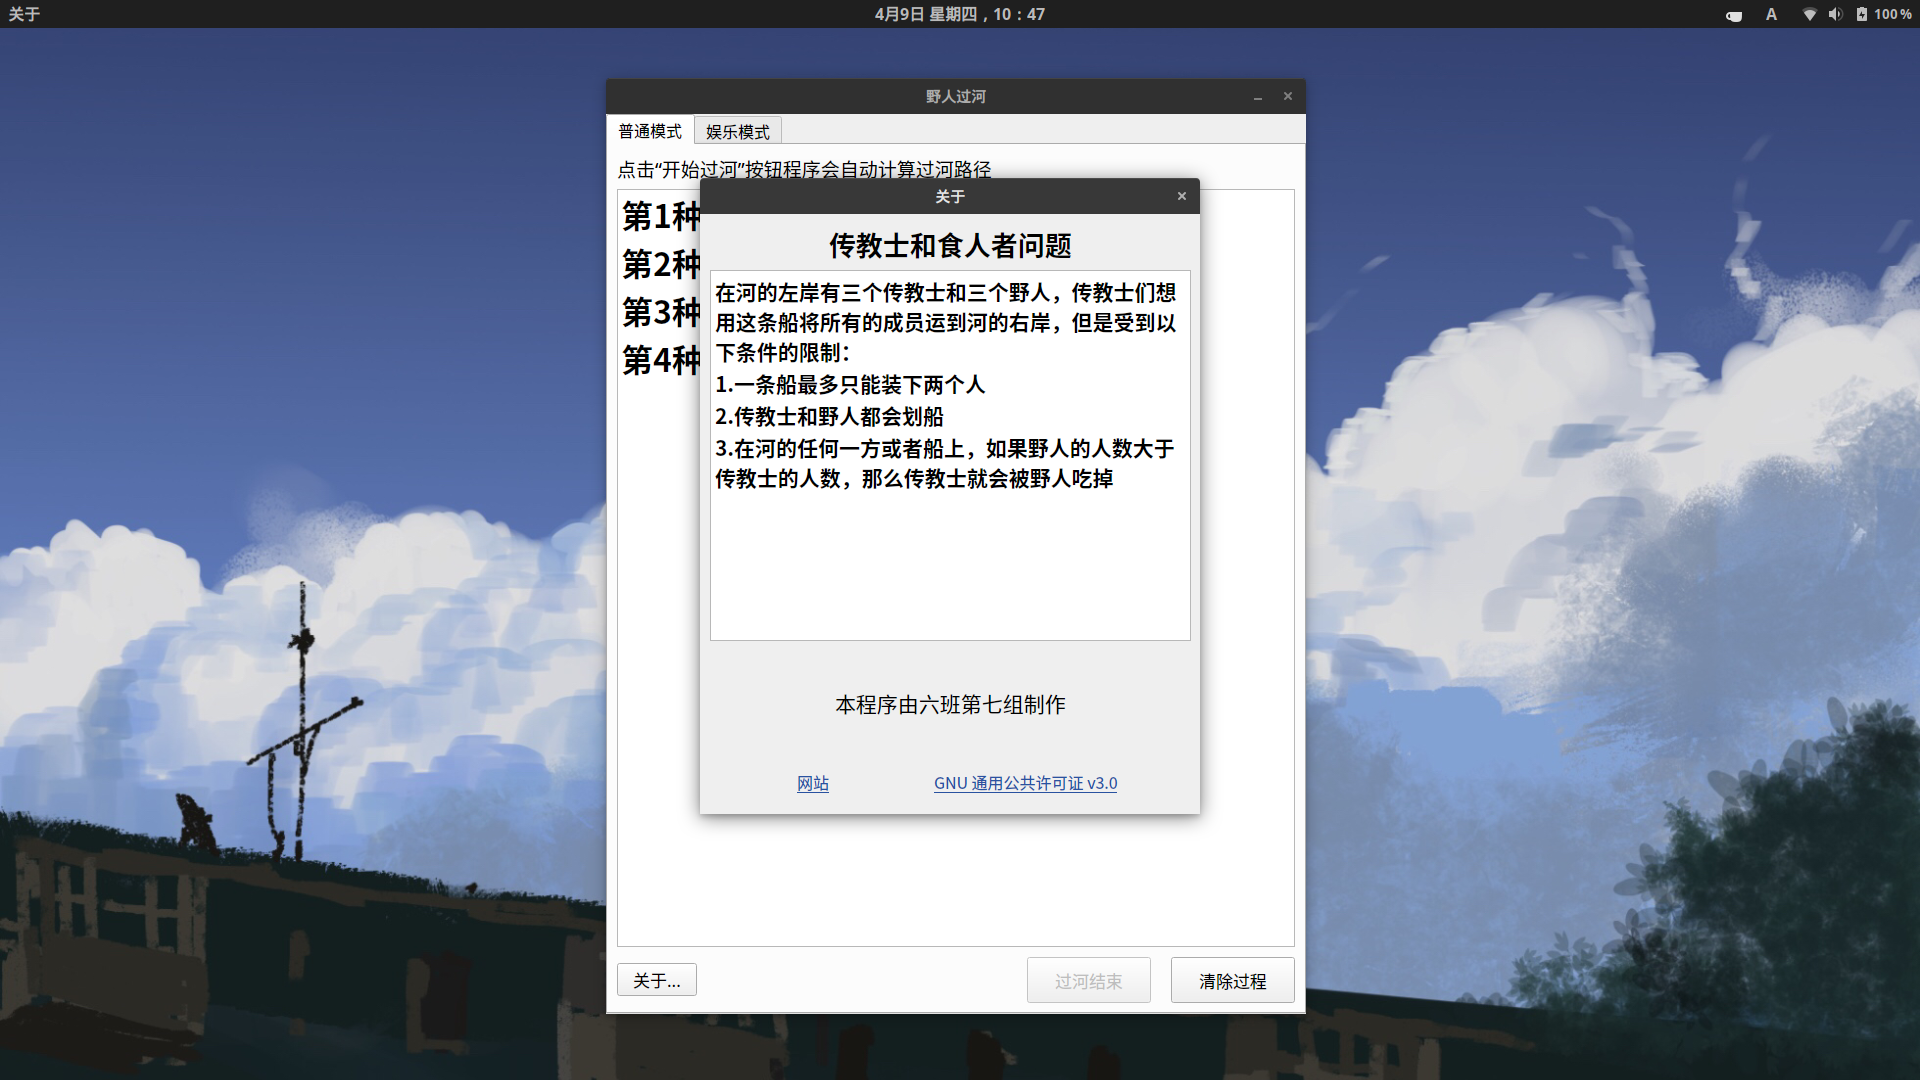 关于
4月9日 星期四，10：47
A
100%
野人过河
普通模式
娱乐模式
点击“开始过河”按钮程序会自动计算过河路径
第1种
第2种
第3种
第4种
关于
传教士和食人者问题
在河的左岸有三个传教士和三个野人，传教士们想
用这条船将所有的成员运到河的右岸，但是受到以
下条件的限制：
1.一条船最多只能装下两个人
2.传教士和野人都会划船
3.在河的任何一方或者船上，如果野人的人数大于
传教士的人数，那么传教士就会被野人吃掉
本程序由六班第七组制作
网站
GNU 通用公共许可证 v3.0
关于...
过河结束
清除过程